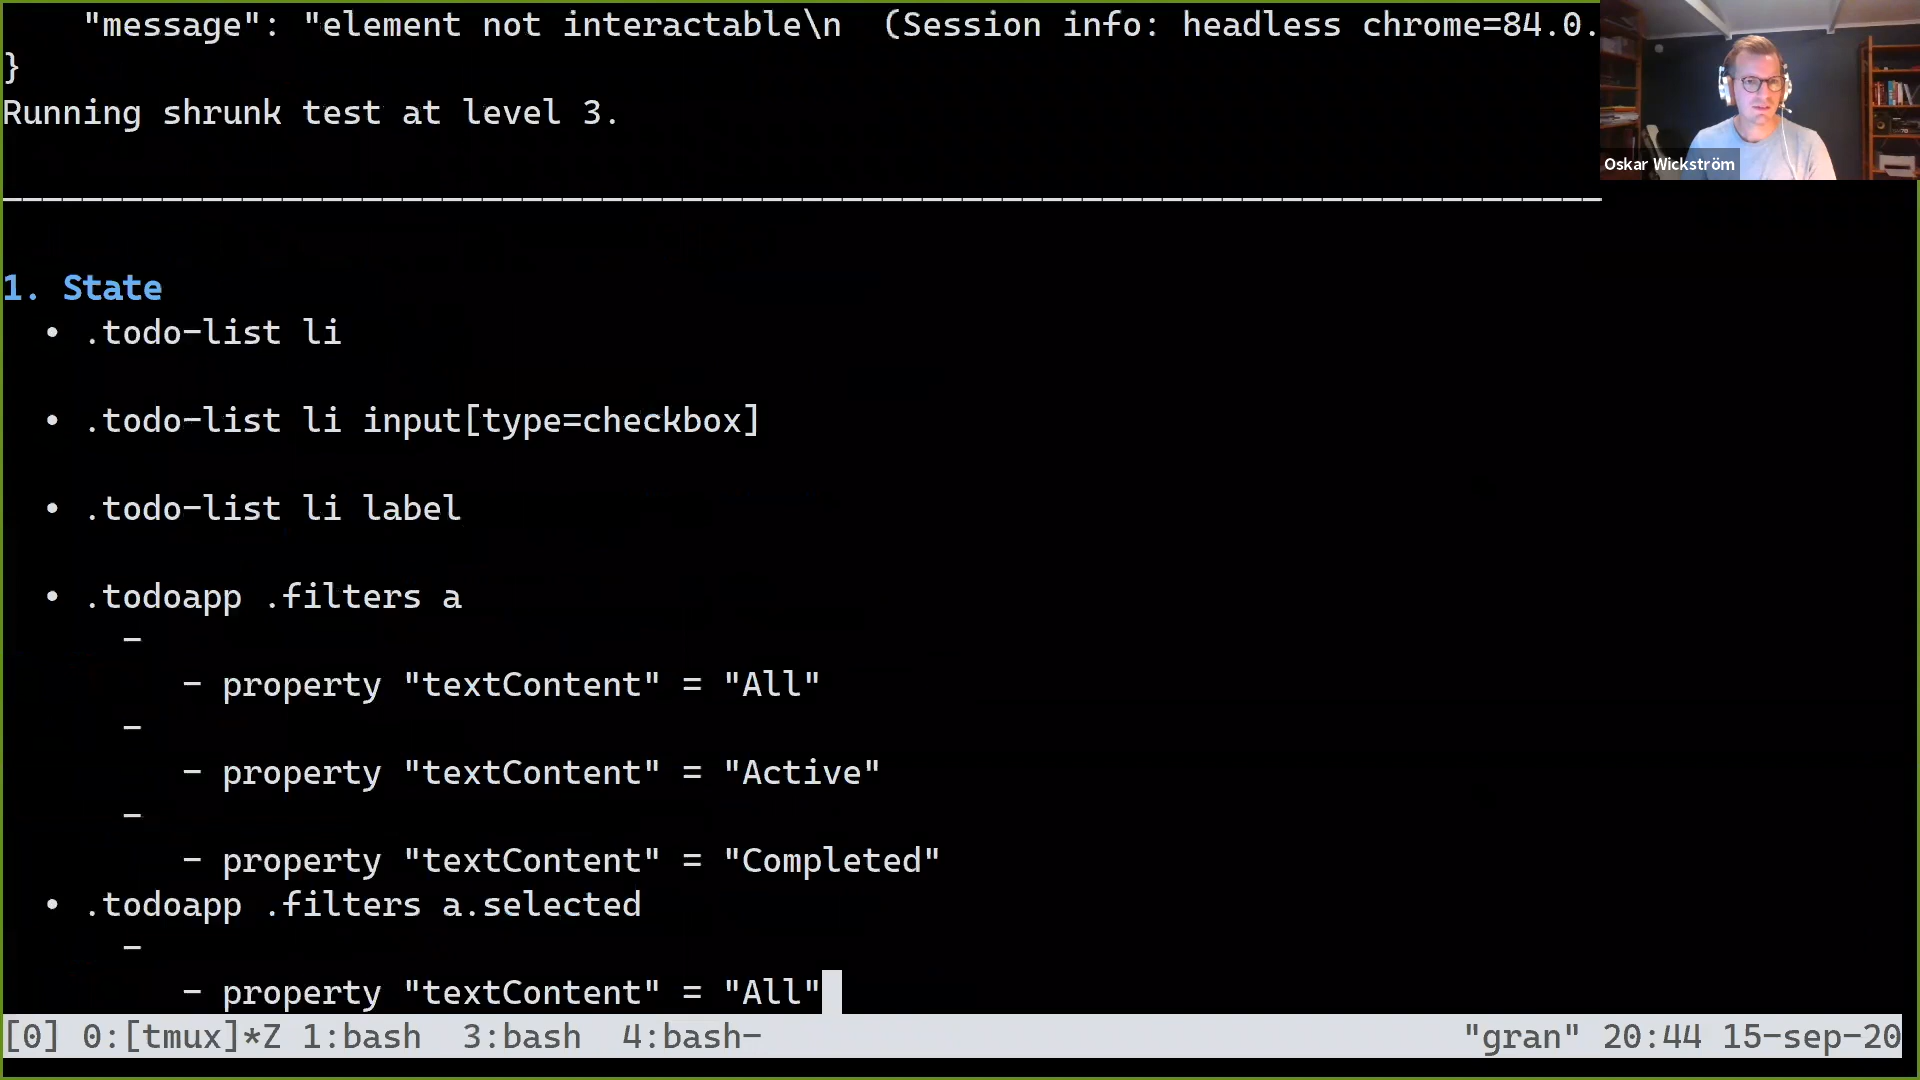 "message": "element not interactable\n  (Session info: headless chrome=84.0.
}
Running shrunk test at level 3.
Oskar Wickström
1. State
• .todo-list li
• .todo-list li input[type=checkbox]
• .todo-list li label
• .todoapp .filters a
-
- property "textContent" = "All"
-
- property "textContent" = "Active"
-
- property "textContent" = "Completed"
• .todoapp .filters a.selected
-
- property "textContent" = "All"
[0] 0:[tmux]*Z 1:bash  3:bash  4:bash- "gran" 20:44 15-sep-20